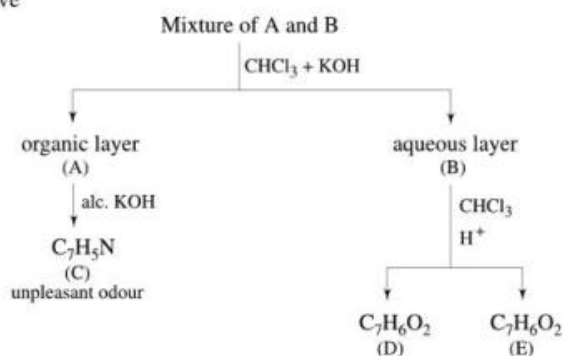 ve
Mixture of A and B
CHCl₃ + KOH
organic layer
(A)
aqueous layer
(B)
alc. KOH
CHCl₃
H⁺
C₇H₅N
(C)
unpleasant odour
C₇H₆O₂
(D)
C₇H₆O₂
(E)